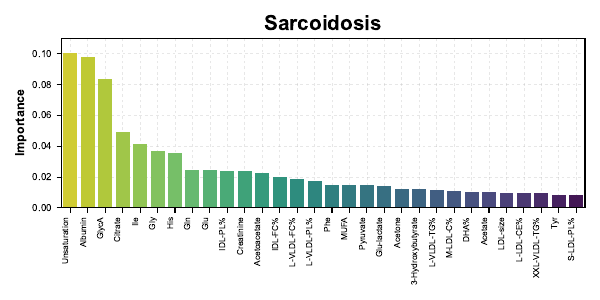 Sarcoidosis
Importance
0.10
0.08
0.06
0.04
0.02
0.00
Unsaturation
Albumin
GlycA
Citrate
Ile
Gly
His
Gln
Glu
IDL-PL%
Creatinine
Acetoacetate
IDL-FC%
L-VLDL-FC%
L-VLDL-PL%
Phe
MUFA
Pyruvate
Glu-lactate
Acetone
3-Hydroxybutyrate
L-VLDL-TG%
M-LDL-C%
DHA%
Acetate
LDL-size
L-LDL-CE%
XXL-VLDL-TG%
Tyr
S-LDL-PL%